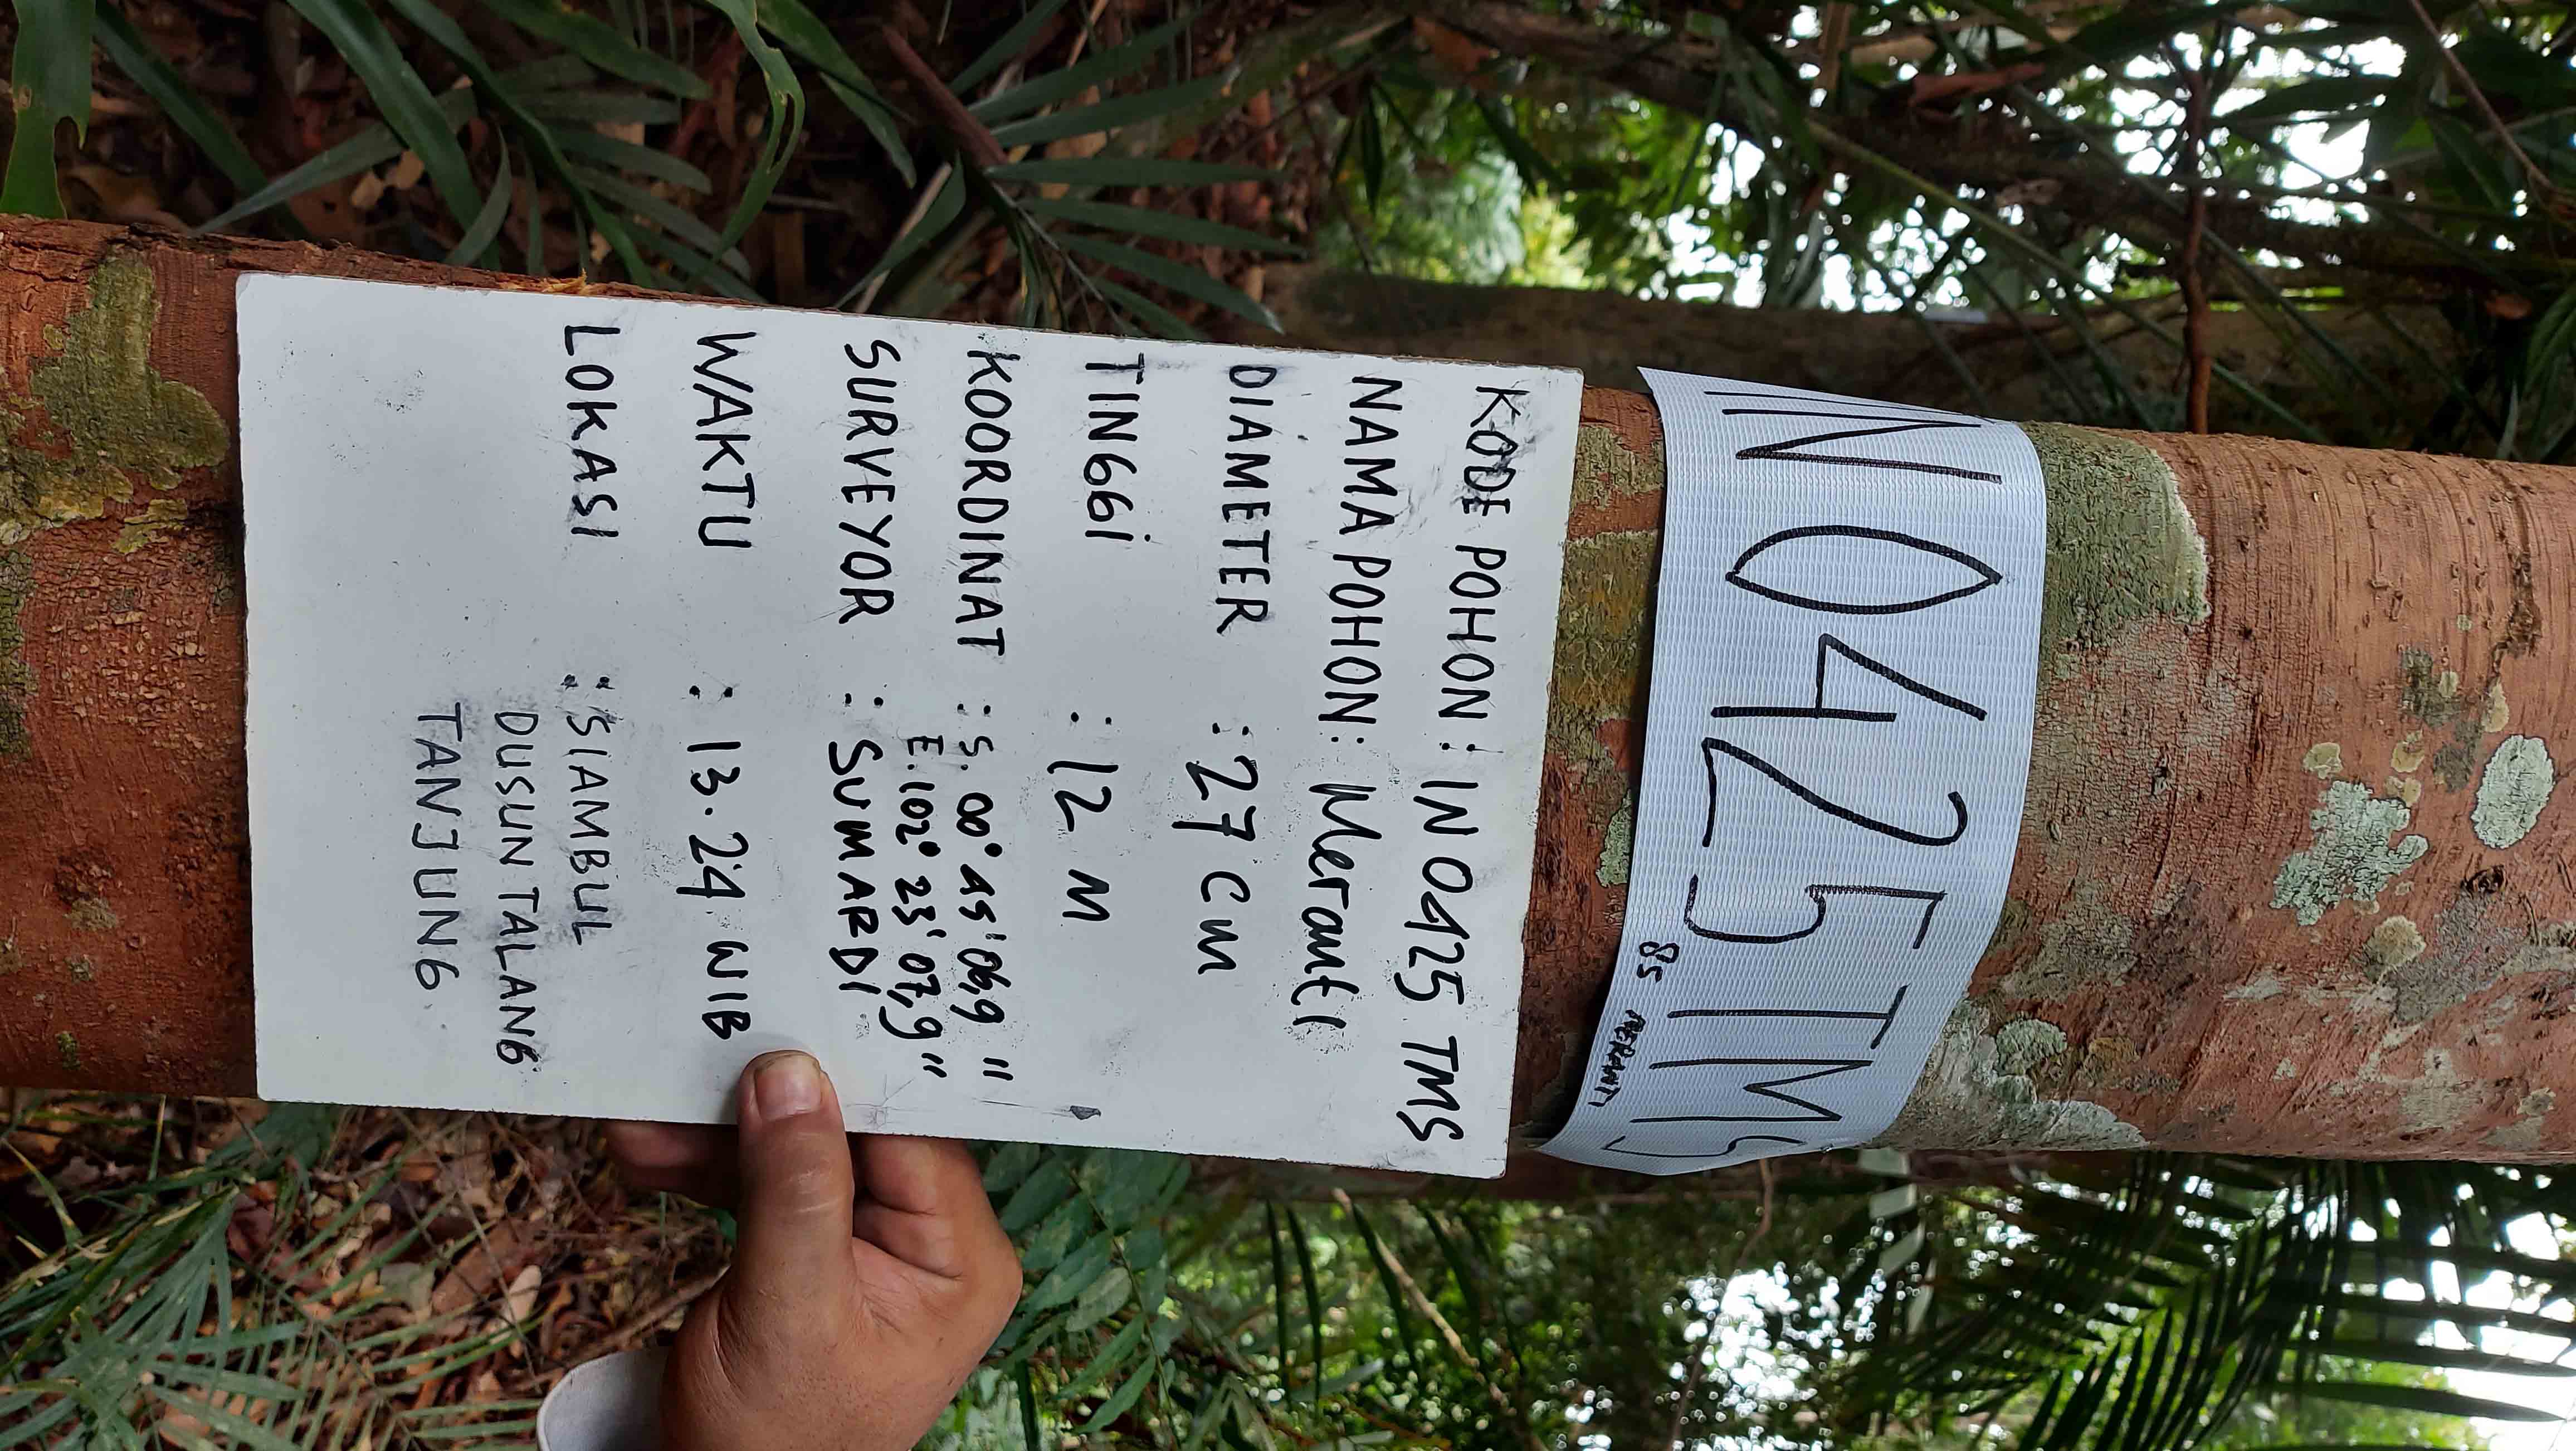 IN 0425 TMS
85 MERANTI
KODE POHON : IN 0425 TMS
NAMA POHON : Meranti
DIAMETER : 27 cm
TINGGI : 12 M
KOORDINAT : S. 00° 45' 06,9 "
E. 102° 23' 07,9 "
SURVEYOR : SUMARDI
WAKTU : 13.24 WIB
LOKASI : SIAMBUL
DUSUN TALANG
TANJUNG